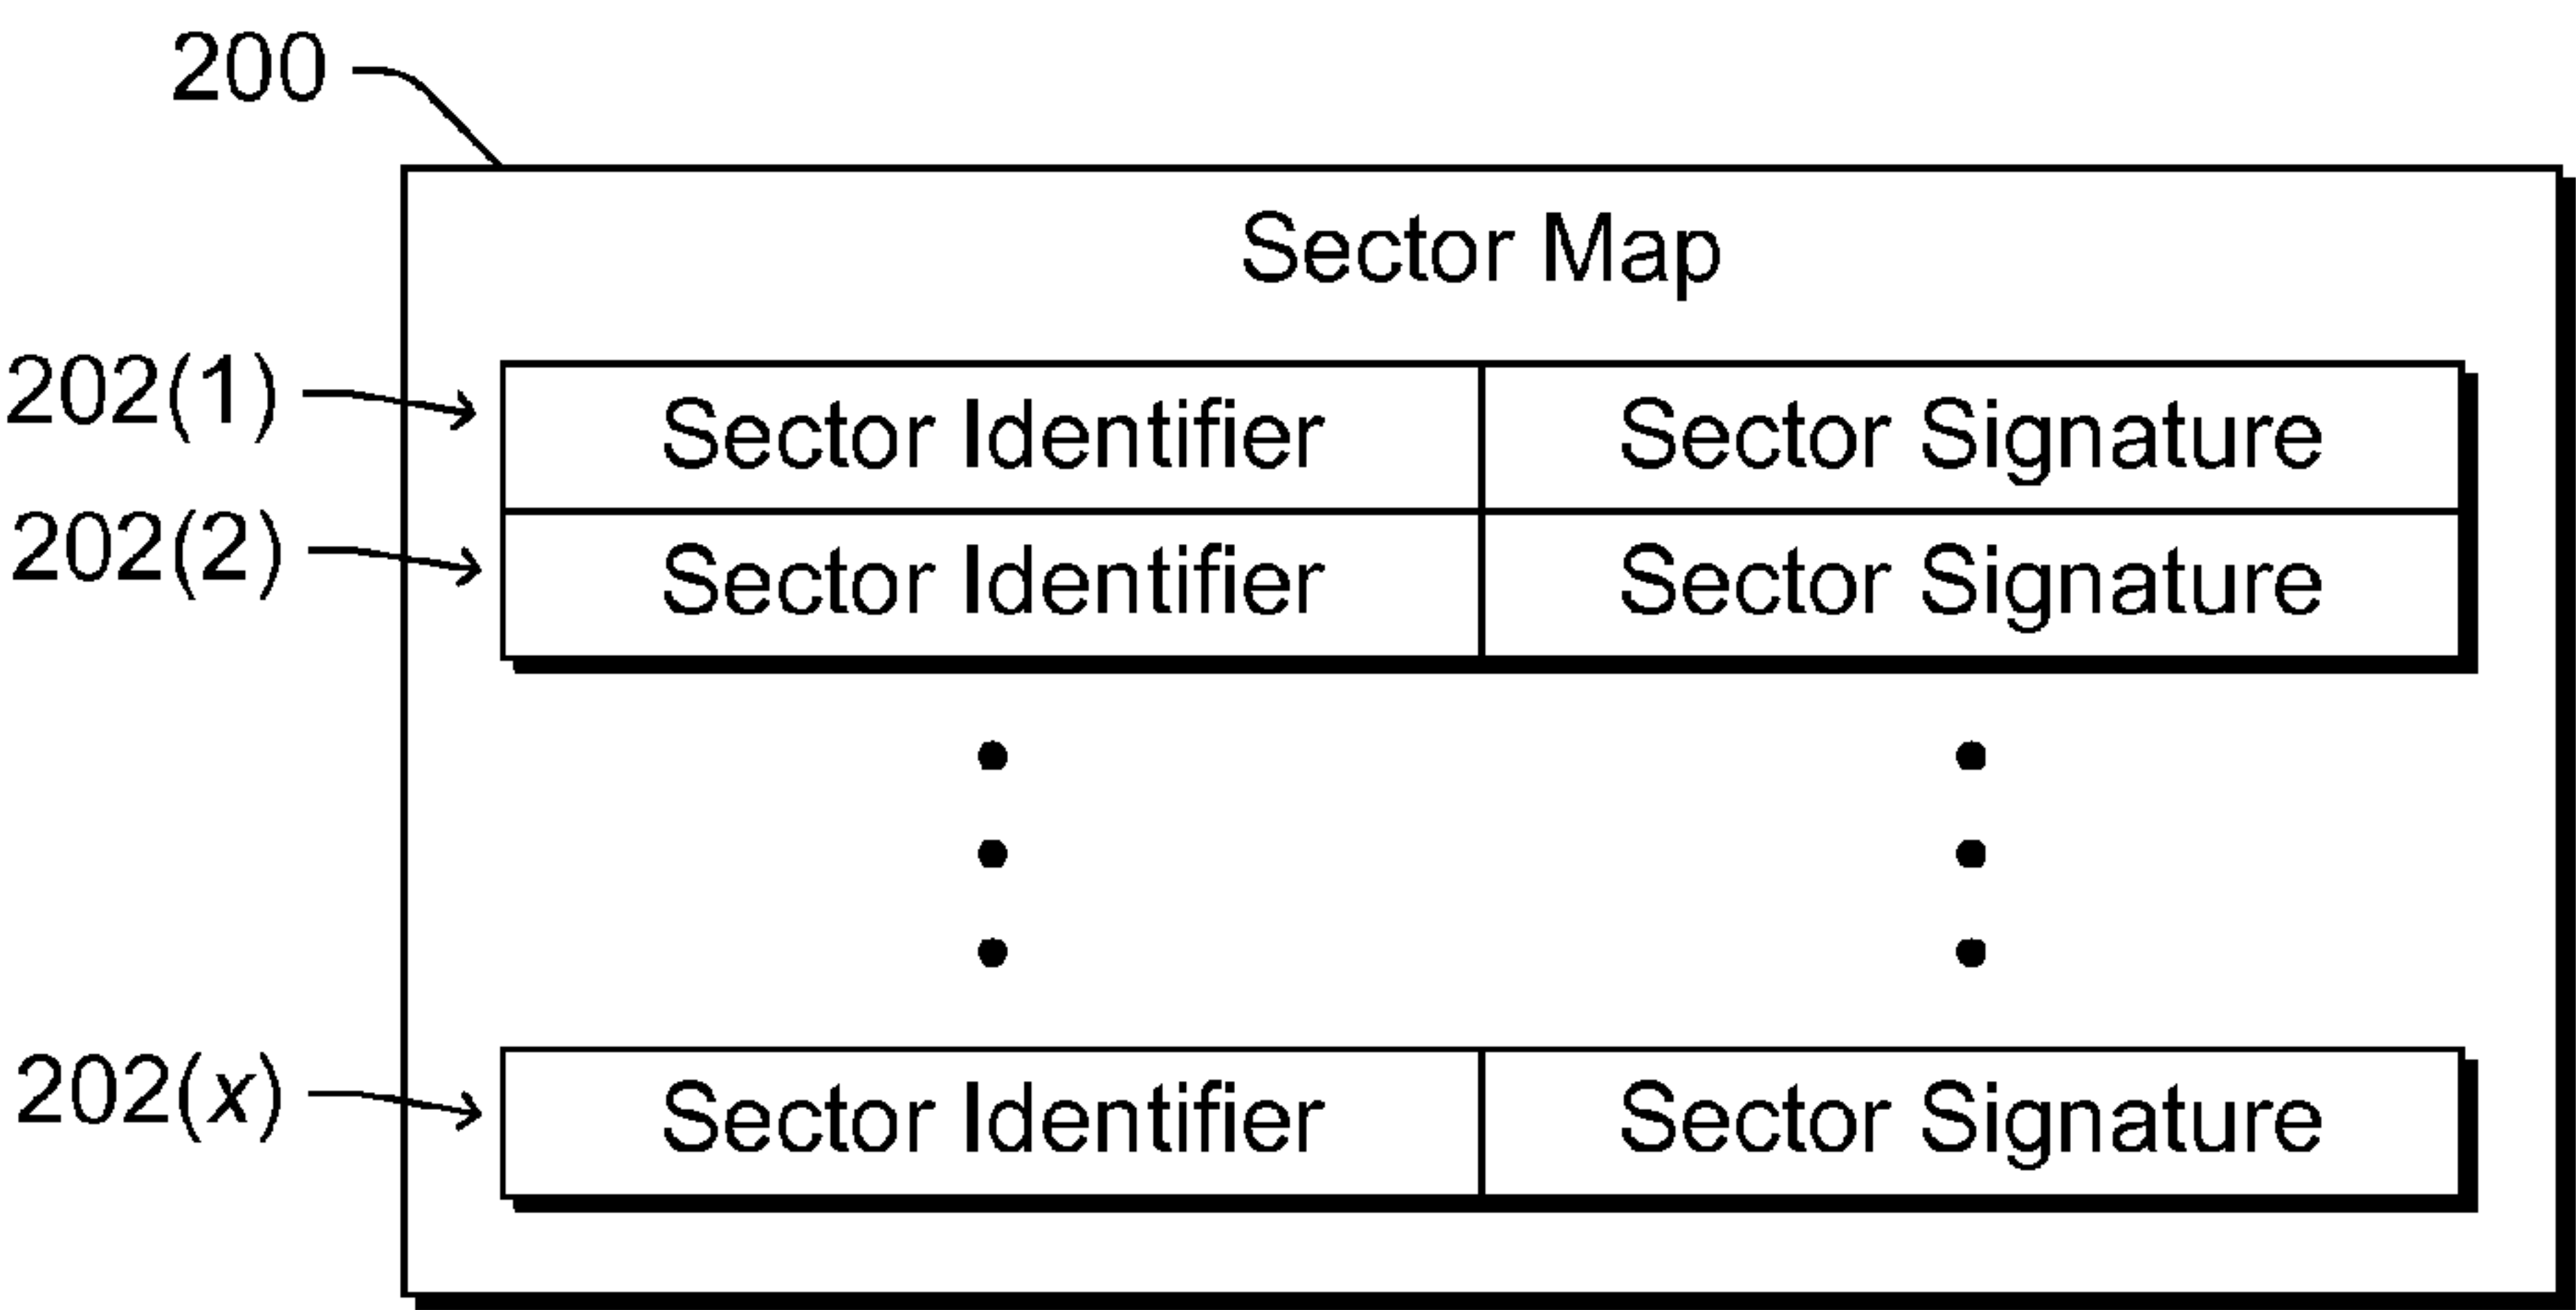 200
Sector Map
202(1) Sector Identifier Sector Signature
202(2) Sector Identifier Sector Signature
202(x) Sector Identifier Sector Signature